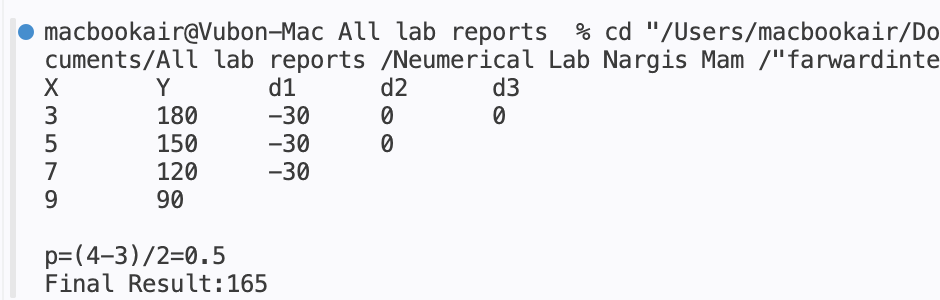 macbookair@Vubon-Mac All lab reports  % cd "/Users/macbookair/Do
cuments/All lab reports /Neumerical Lab Nargis Mam /"farwardinte
X       Y       d1      d2      d3
3       180     -30     0       0
5       150     -30     0
7       120     -30
9       90
p=(4-3)/2=0.5
Final Result:165